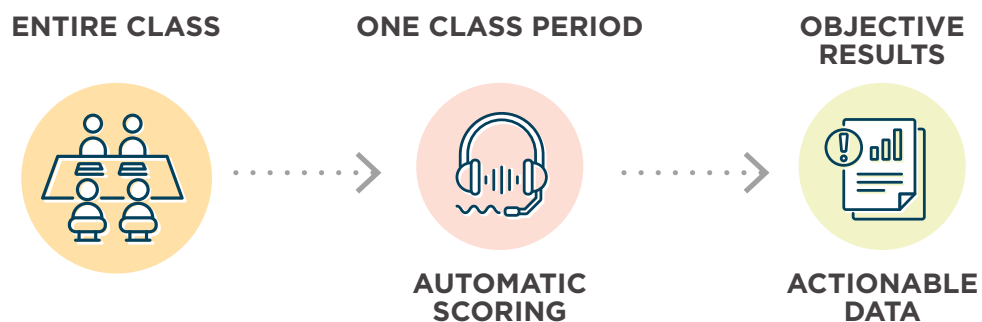 ENTIRE CLASS
ONE CLASS PERIOD
OBJECTIVE
RESULTS
AUTOMATIC
SCORING
ACTIONABLE
DATA